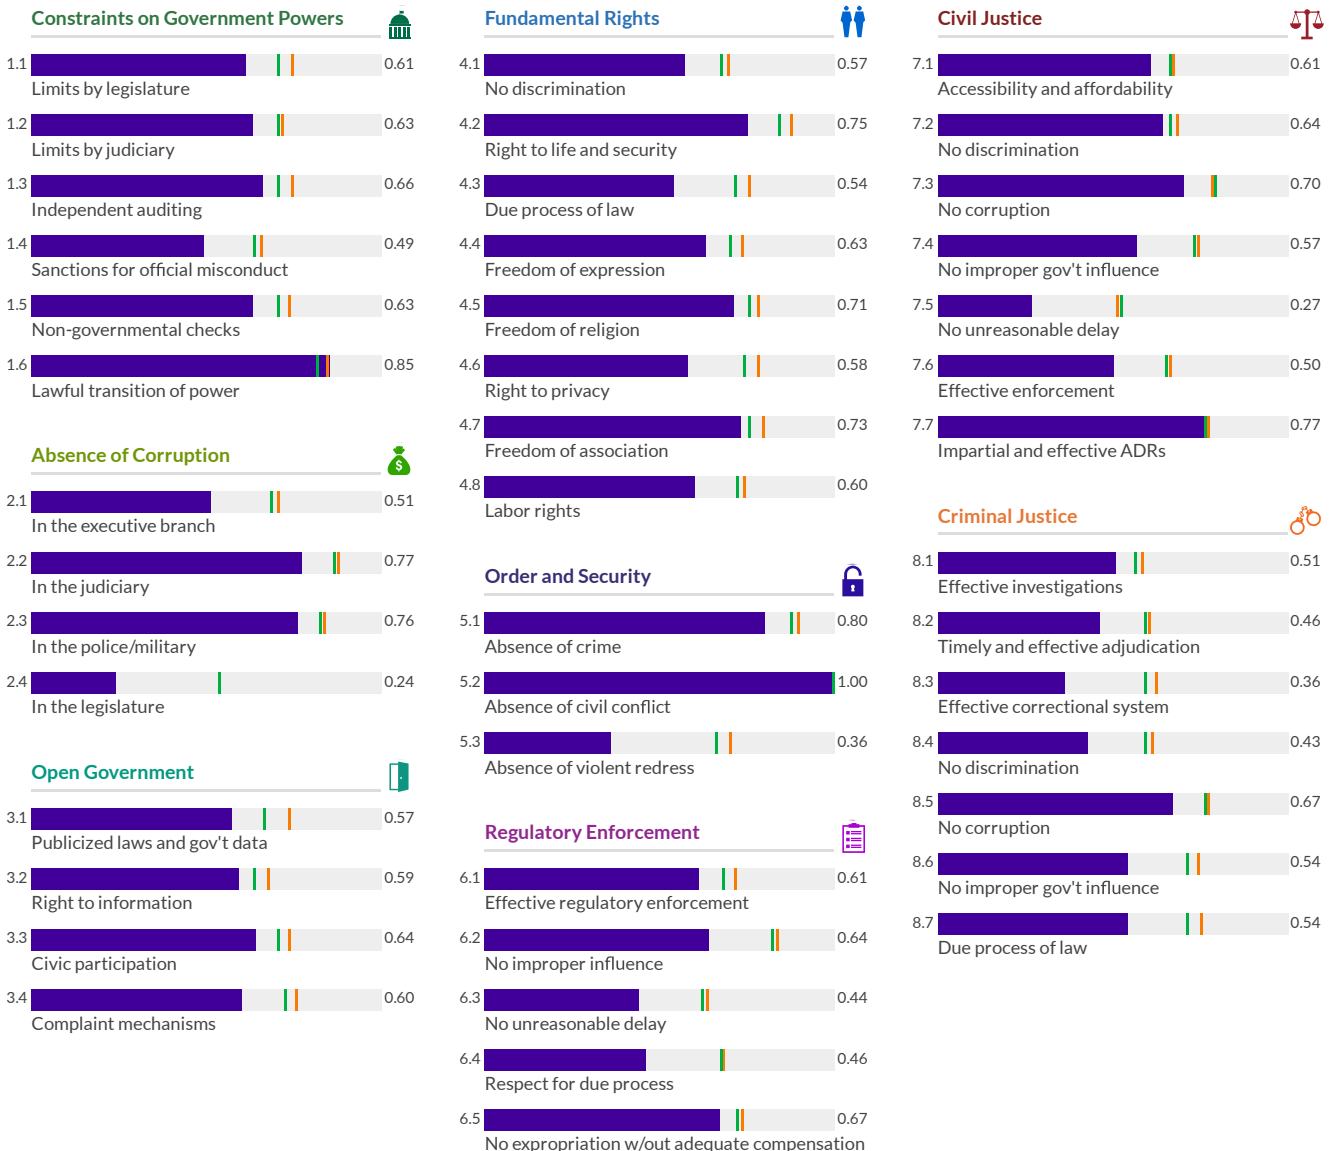 Constraints on Government Powers
1.1 0.61
Limits by legislature
1.2 0.63
Limits by judiciary
1.3 0.66
Independent auditing
1.4 0.49
Sanctions for official misconduct
1.5 0.63
Non-governmental checks
1.6 0.85
Lawful transition of power
Absence of Corruption
$
2.1 0.51
In the executive branch
2.2 0.77
In the judiciary
2.3 0.76
In the police/military
2.4 0.24
In the legislature
Open Government
3.1 0.57
Publicized laws and gov't data
3.2 0.59
Right to information
3.3 0.64
Civic participation
3.4 0.60
Complaint mechanisms
Fundamental Rights
4.1 0.57
No discrimination
4.2 0.75
Right to life and security
4.3 0.54
Due process of law
4.4 0.63
Freedom of expression
4.5 0.71
Freedom of religion
4.6 0.58
Right to privacy
4.7 0.73
Freedom of association
4.8 0.60
Labor rights
Order and Security
5.1 0.80
Absence of crime
5.2 1.00
Absence of civil conflict
5.3 0.36
Absence of violent redress
Regulatory Enforcement
6.1 0.61
Effective regulatory enforcement
6.2 0.64
No improper influence
6.3 0.44
No unreasonable delay
6.4 0.46
Respect for due process
6.5 0.67
No expropriation w/out adequate compensation
Civil Justice
7.1 0.61
Accessibility and affordability
7.2 0.64
No discrimination
7.3 0.70
No corruption
7.4 0.57
No improper gov't influence
7.5 0.27
No unreasonable delay
7.6 0.50
Effective enforcement
7.7 0.77
Impartial and effective ADRs
Criminal Justice
8.1 0.51
Effective investigations
8.2 0.46
Timely and effective adjudication
8.3 0.36
Effective correctional system
8.4 0.43
No discrimination
8.5 0.67
No corruption
8.6 0.54
No improper gov't influence
8.7 0.54
Due process of law